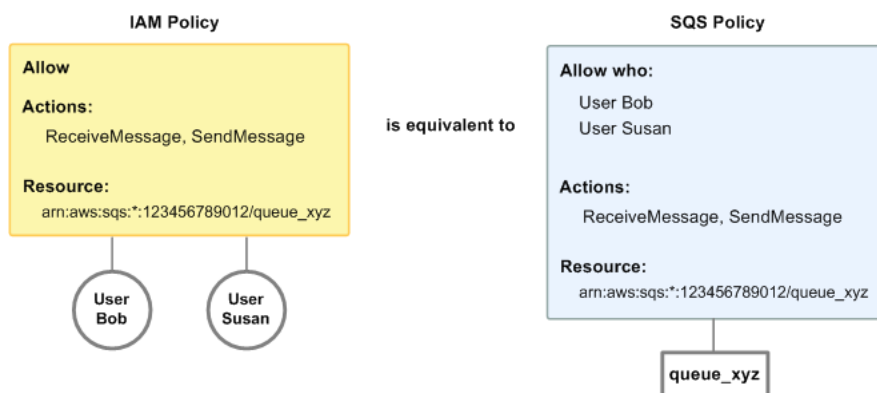 IAM Policy
Allow
Actions:
ReceiveMessage, SendMessage
Resource:
arn:aws:sqs:*:123456789012/queue_xyz
User
Bob
User
Susan
is equivalent to
SQS Policy
Allow who:
User Bob
User Susan
Actions:
ReceiveMessage, SendMessage
Resource:
arn:aws:sqs:*:123456789012/queue_xyz
queue_xyz